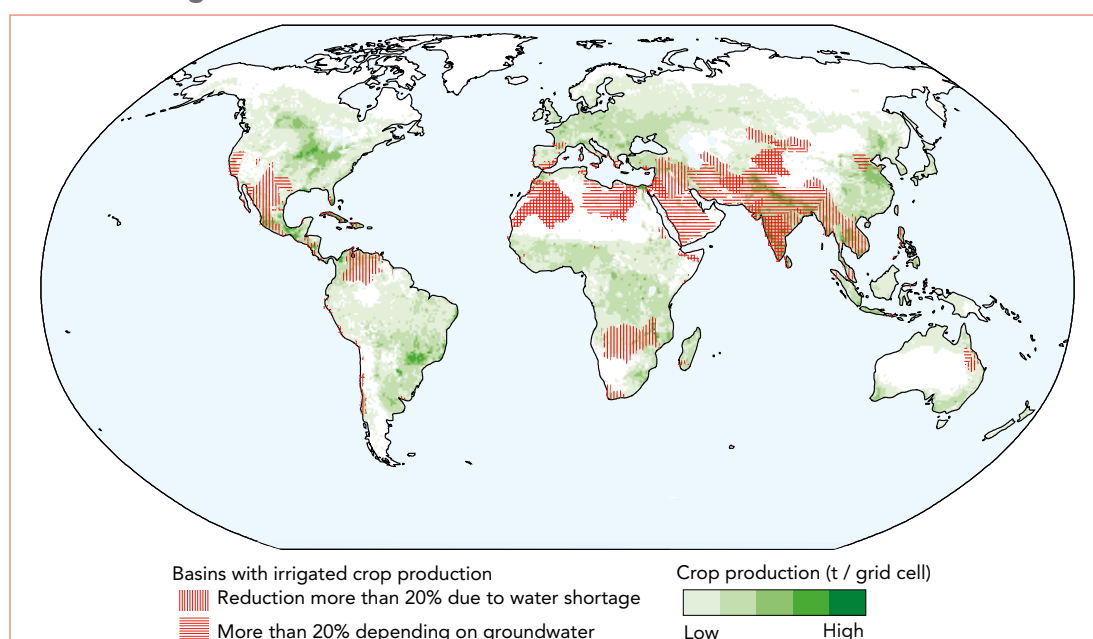 Basins with irrigated crop production
Reduction more than 20% due to water shortage
More than 20% depending on groundwater
Crop production (t / grid cell)
Low High